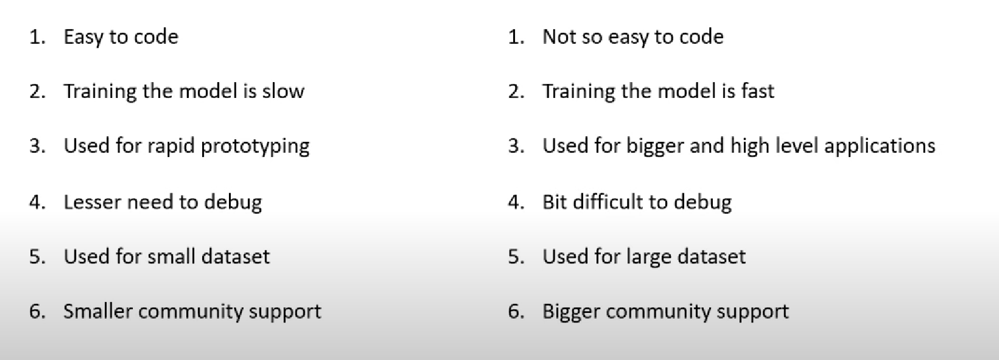 1. Easy to code
2. Training the model is slow
3. Used for rapid prototyping
4. Lesser need to debug
5. Used for small dataset
6. Smaller community support
1. Not so easy to code
2. Training the model is fast
3. Used for bigger and high level applications
4. Bit difficult to debug
5. Used for large dataset
6. Bigger community support